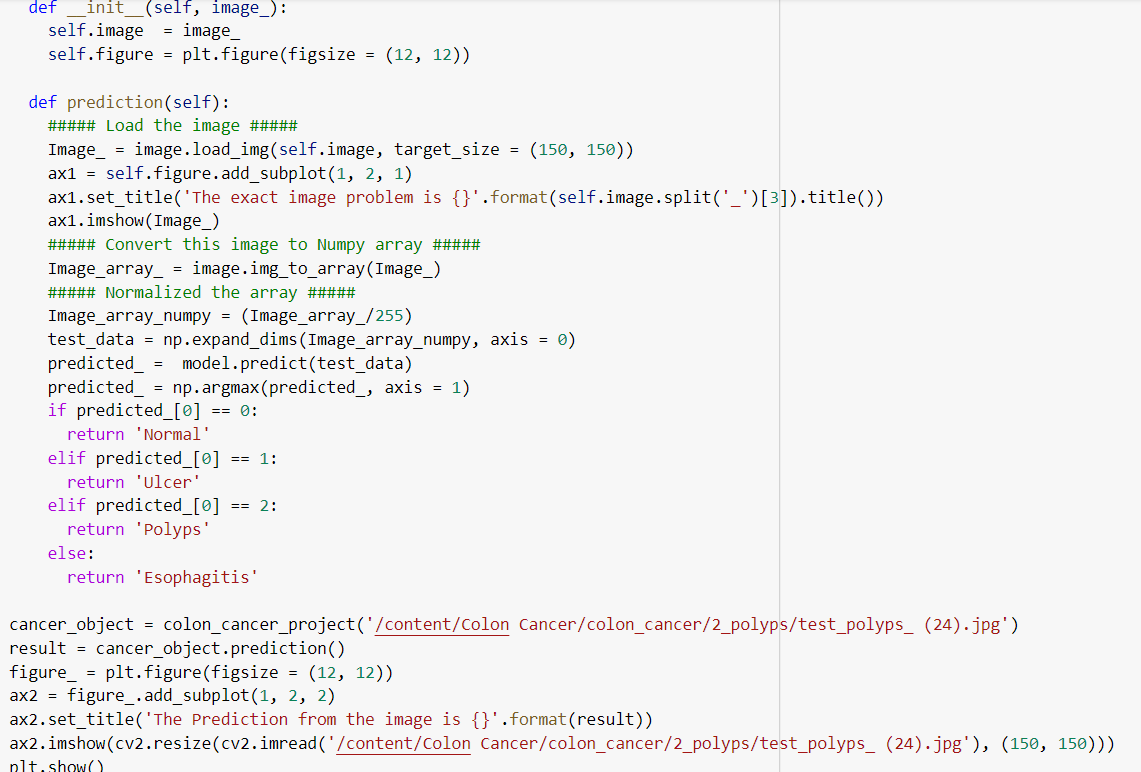 def __init__(self, image_):
self.image  = image_
self.figure = plt.figure(figsize = (12, 12))
def prediction(self):
##### Load the image #####
Image_ = image.load_img(self.image, target_size = (150, 150))
ax1 = self.figure.add_subplot(1, 2, 1)
ax1.set_title('The exact image problem is {}'.format(self.image.split('_')[3]).title())
ax1.imshow(Image_)
##### Convert this image to Numpy array #####
Image_array_ = image.img_to_array(Image_)
##### Normalized the array #####
Image_array_numpy = (Image_array_/255)
test_data = np.expand_dims(Image_array_numpy, axis = 0)
predicted_ =  model.predict(test_data)
predicted_ = np.argmax(predicted_, axis = 1)
if predicted_[0] == 0:
return 'Normal'
elif predicted_[0] == 1:
return 'Ulcer'
elif predicted_[0] == 2:
return 'Polyps'
else:
return 'Esophagitis'
cancer_object = colon_cancer_project('/content/Colon Cancer/colon_cancer/2_polyps/test_polyps_ (24).jpg')
result = cancer_object.prediction()
figure_ = plt.figure(figsize = (12, 12))
ax2 = figure_.add_subplot(1, 2, 2)
ax2.set_title('The Prediction from the image is {}'.format(result))
ax2.imshow(cv2.resize(cv2.imread('/content/Colon Cancer/colon_cancer/2_polyps/test_polyps_ (24).jpg'), (150, 150)))
plt.show()